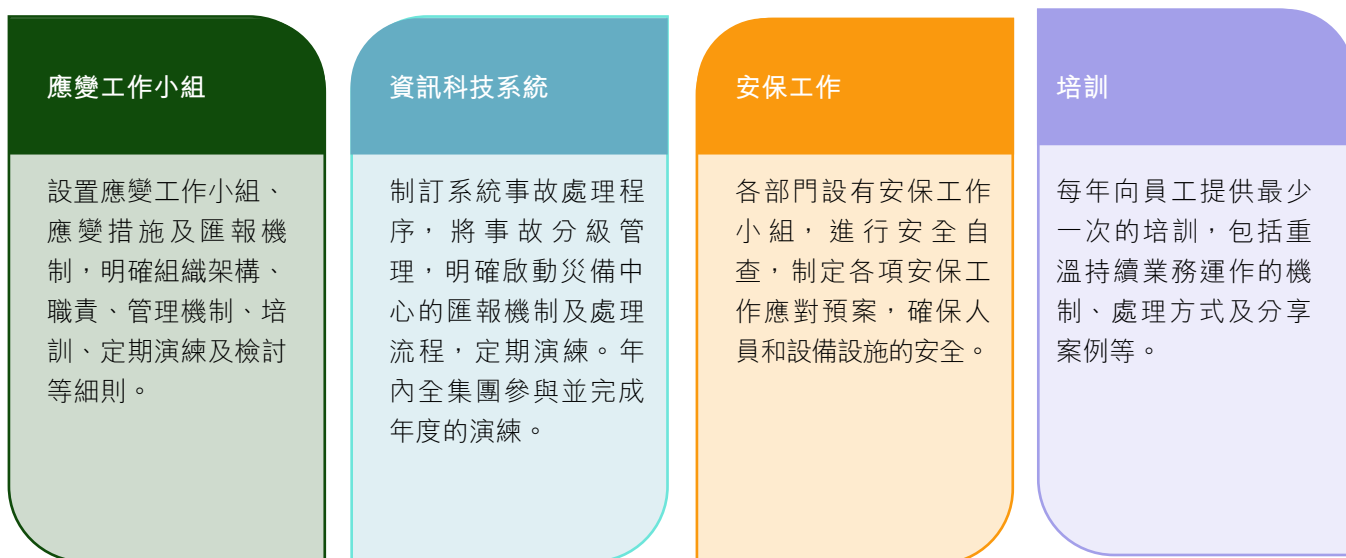 應變工作小組
設置應變工作小組、
應變措施及匯報機
制，明確組織架構、
職責、管理機制、培
訓、定期演練及檢討
等細則。
資訊科技系統
制訂系統事故處理程
序，將事故分級管
理，明確啟動災備中
心的匯報機制及處理
流程，定期演練。年
內全集團參與並完成
年度的演練。
安保工作
各部門設有安保工作
小組，進行安全自
查，制定各項安保工
作應對預案，確保人
員和設備設施的安全。
培訓
每年向員工提供最少
一次的培訓，包括重
溫持續業務運作的機
制、處理方式及分享
案例等。